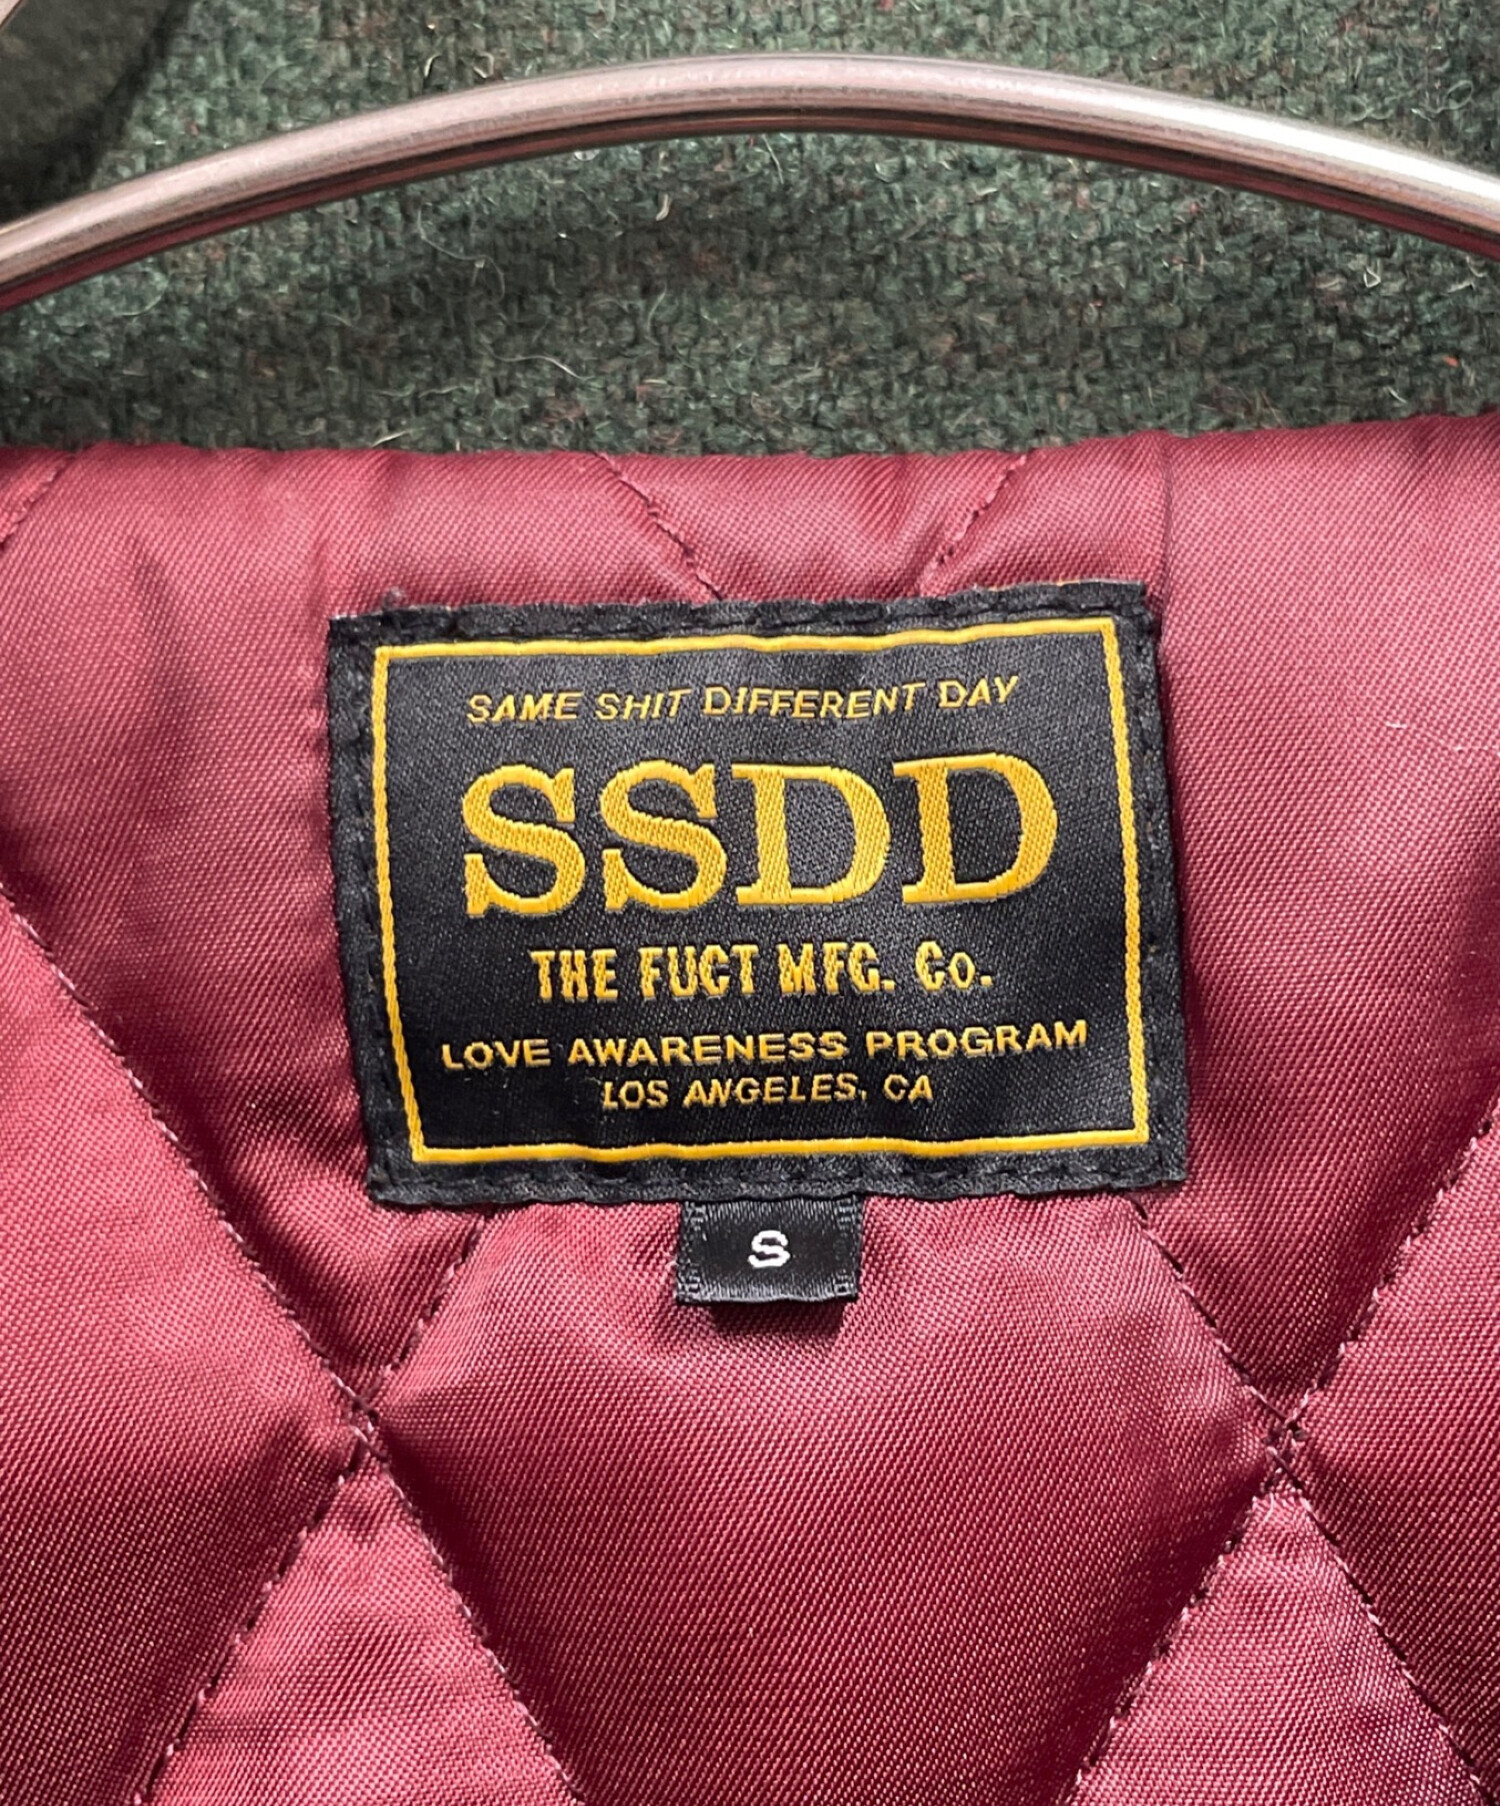 SAME SHIT DIFFERENT DAY
SSDD
THE FUCT MFG. Co.
LOVE AWARENESS PROGRAM
LOS ANGELES, CA
S